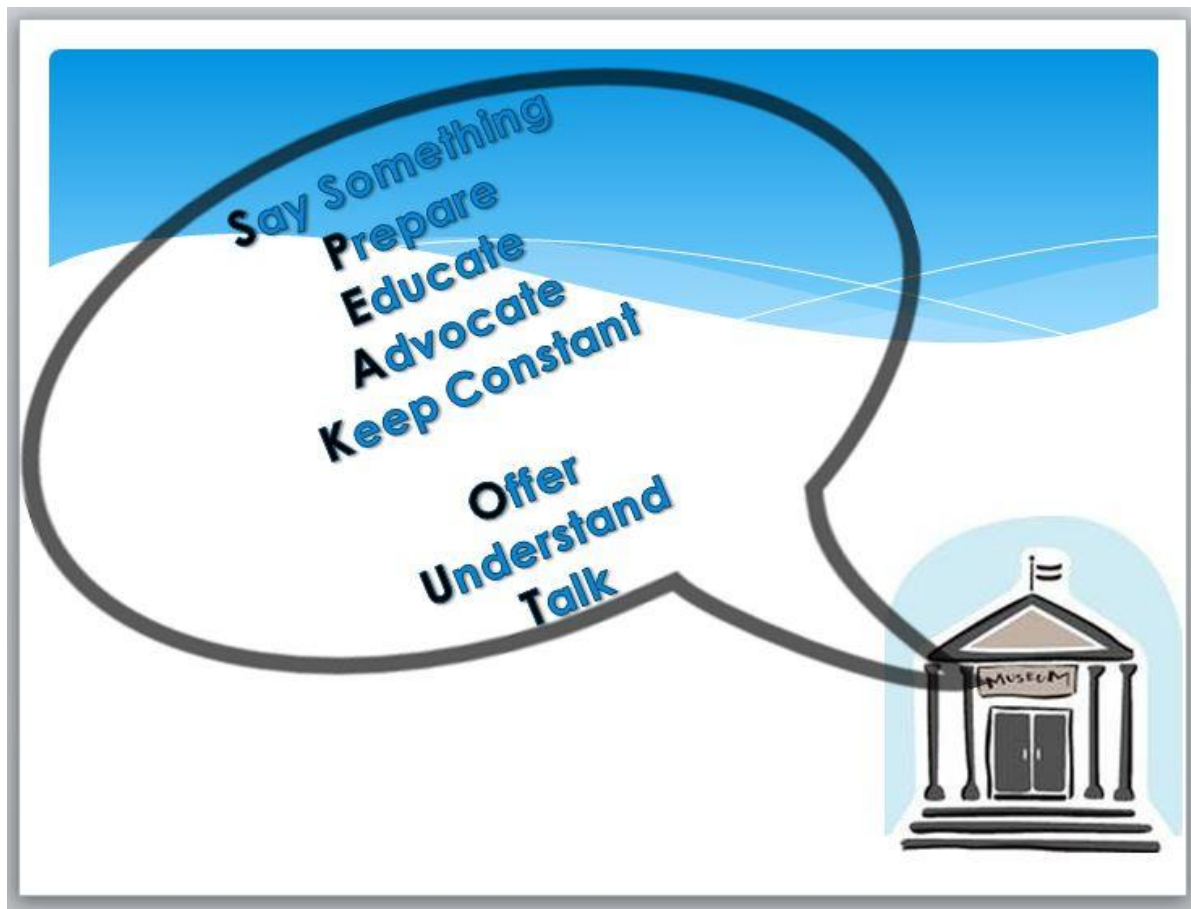 Say Something
Prepare
Educate
Advocate
Keep Constant
Offer
Understand
Talk
MUSEUM